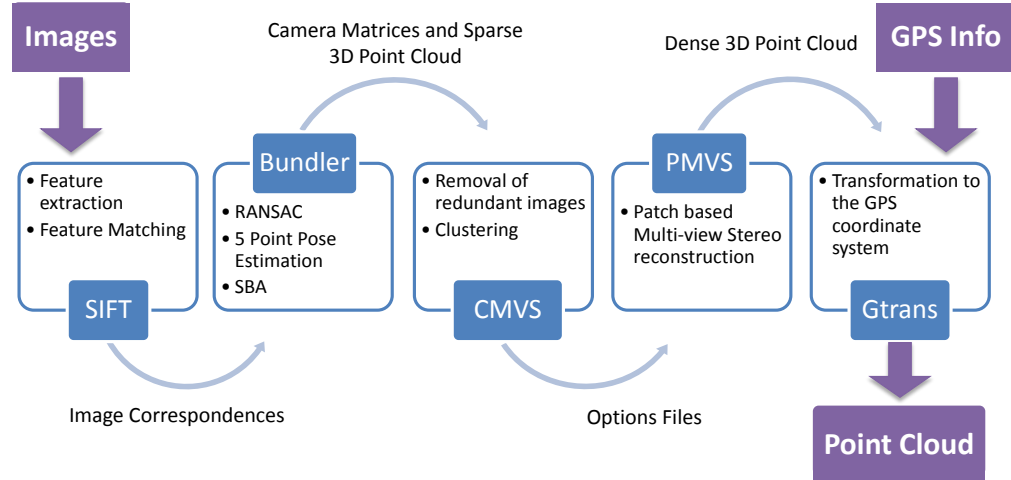 Images
Camera Matrices and Sparse
3D Point Cloud
Dense 3D Point Cloud
GPS Info
• Feature
extraction
• Feature Matching
SIFT
Bundler
• RANSAC
• 5 Point Pose
Estimation
• SBA
• Removal of
redundant images
• Clustering
CMVS
PMVS
• Patch based
Multi-view Stereo
reconstruction
• Transformation to
the GPS
coordinate
system
Gtrans
Image Correspondences
Options Files
Point Cloud